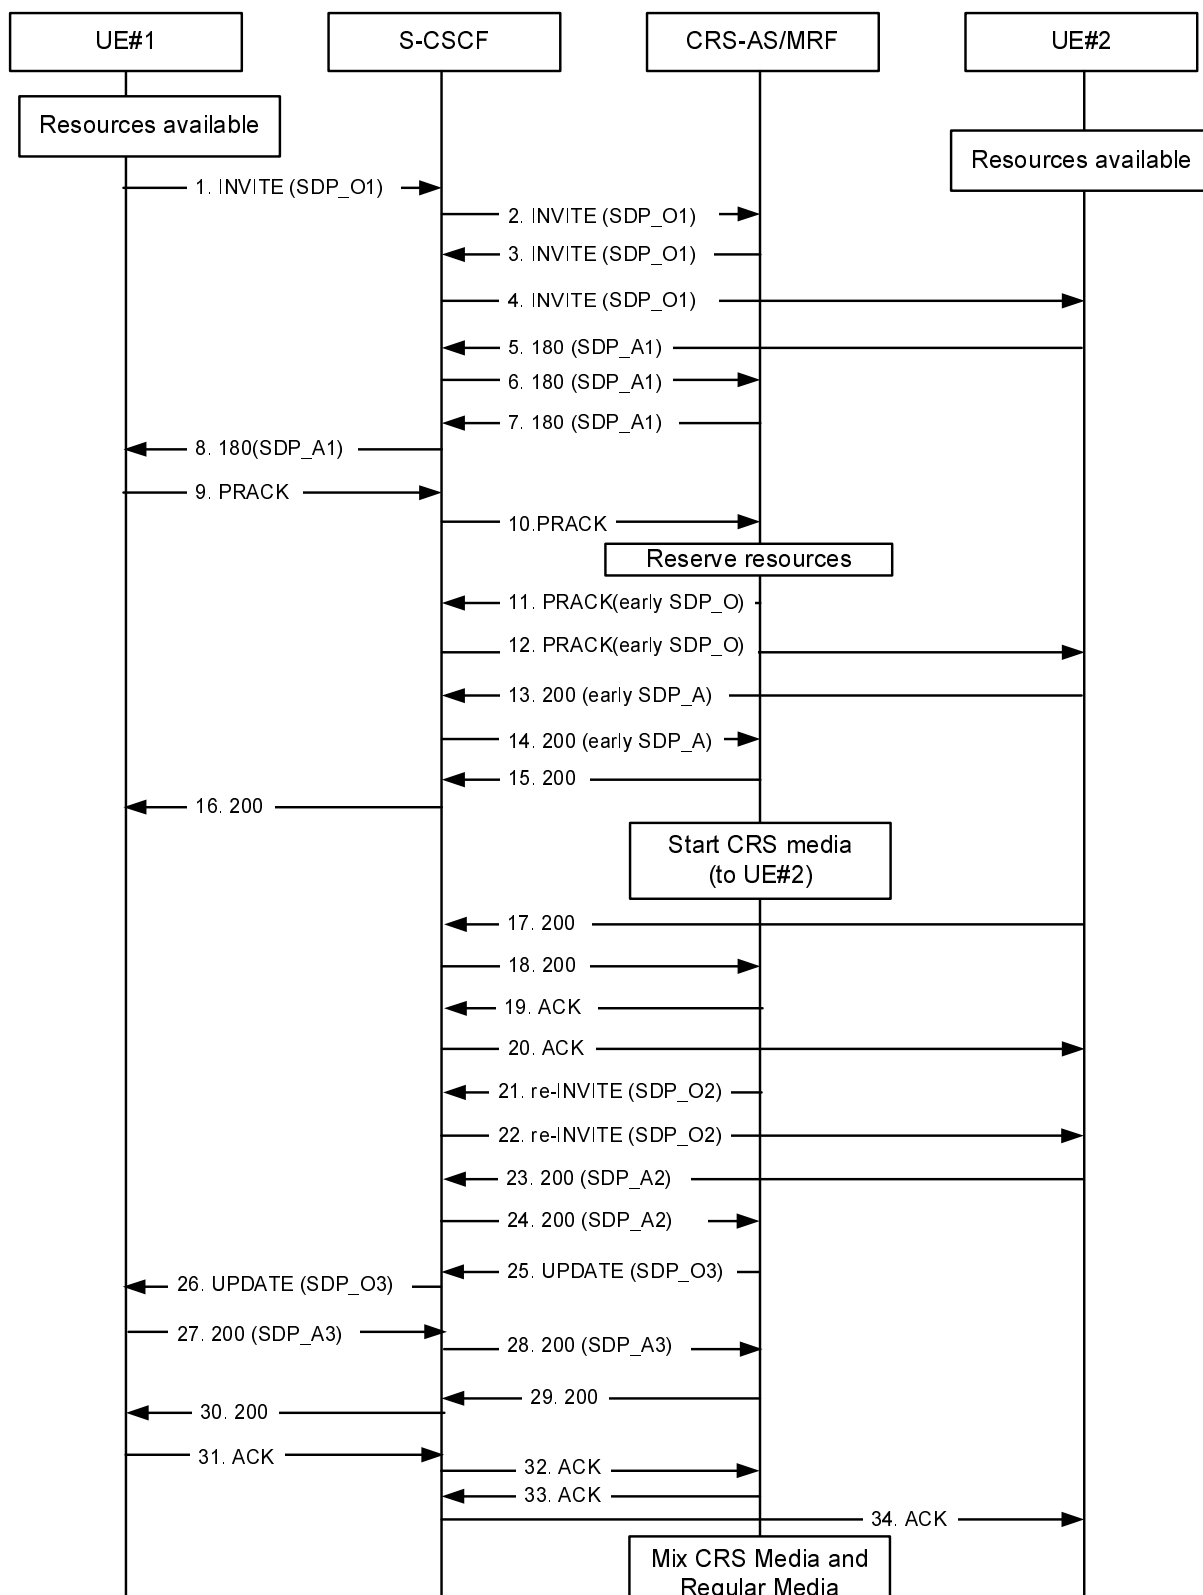 UE#1
S-CSCF
CRS-AS/MRF
UE#2
Resources available
Resources available
1. INVITE (SDP_O1)
2. INVITE (SDP_O1)
3. INVITE (SDP_O1)
4. INVITE (SDP_O1)
5. 180 (SDP_A1)
6. 180 (SDP_A1)
7. 180 (SDP_A1)
8. 180(SDP_A1)
9. PRACK
10.PRACK
Reserve resources
11. PRACK(early SDP_O)
12. PRACK(early SDP_O)
13. 200 (early SDP_A)
14. 200 (early SDP_A)
15. 200
16. 200
Start CRS media
(to UE#2)
17. 200
18. 200
19. ACK
20. ACK
21. re-INVITE (SDP_O2)
22. re-INVITE (SDP_O2)
23. 200 (SDP_A2)
24. 200 (SDP_A2)
25. UPDATE (SDP_O3)
26. UPDATE (SDP_O3)
27. 200 (SDP_A3)
28. 200 (SDP_A3)
29. 200
30. 200
31. ACK
32. ACK
33. ACK
34. ACK
Mix CRS Media and
Regular Media